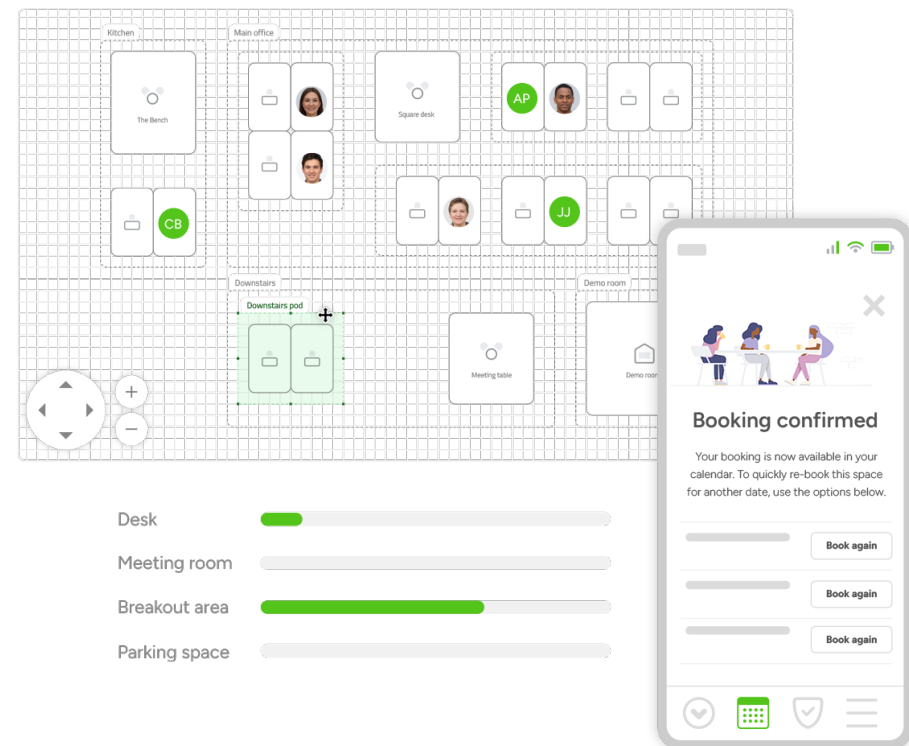 Kitchen
Main office
The Bench
Square desk
AP
CB
JJ
Downstairs
Downstairs pod
Meeting table
Demo room
Demo room
Booking confirmed
Your booking is now available in your
calendar. To quickly re-book this space
for another date, use the options below.
Book again
Book again
Book again
Desk
Meeting room
Breakout area
Parking space